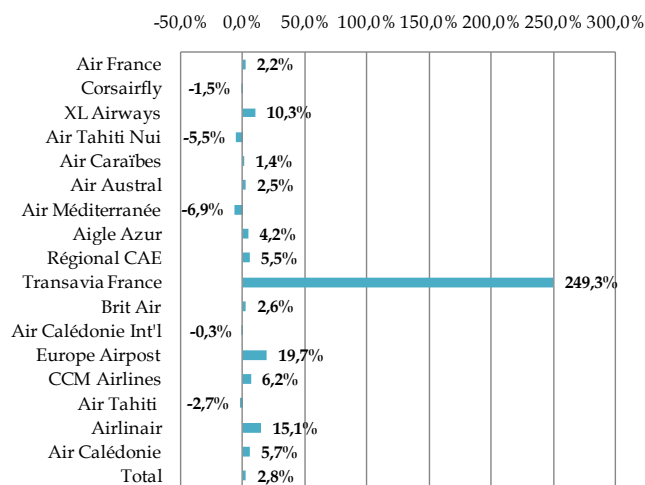 -50,0% 0,0% 50,0% 100,0% 150,0% 200,0% 250,0% 300,0%
Air France 2,2%
Corsairfly -1,5%
XL Airways 10,3%
Air Tahiti Nui -5,5%
Air Caraïbes 1,4%
Air Austral 2,5%
Air Méditerranée -6,9%
Aigle Azur 4,2%
Régional CAE 5,5%
Transavia France 249,3%
Brit Air 2,6%
Air Calédonie Int'l -0,3%
Europe Airpost 19,7%
CCM Airlines 6,2%
Air Tahiti -2,7%
Airlinair 15,1%
Air Calédonie 5,7%
Total 2,8%